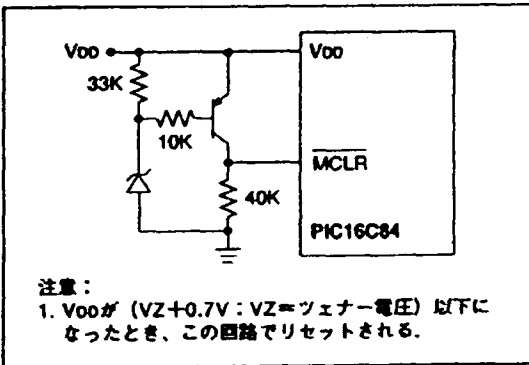 VDD
VDD
33K
10K
MCLR
40K
PIC16C84
注意：
1. VDDが（VZ＋0.7V：VZ＝ツェナー電圧）以下に
なったとき、この回路でリセットされる.